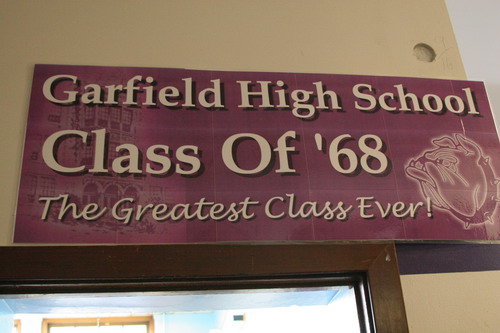 Garfield High School
Class Of '68
The Greatest Class Ever!